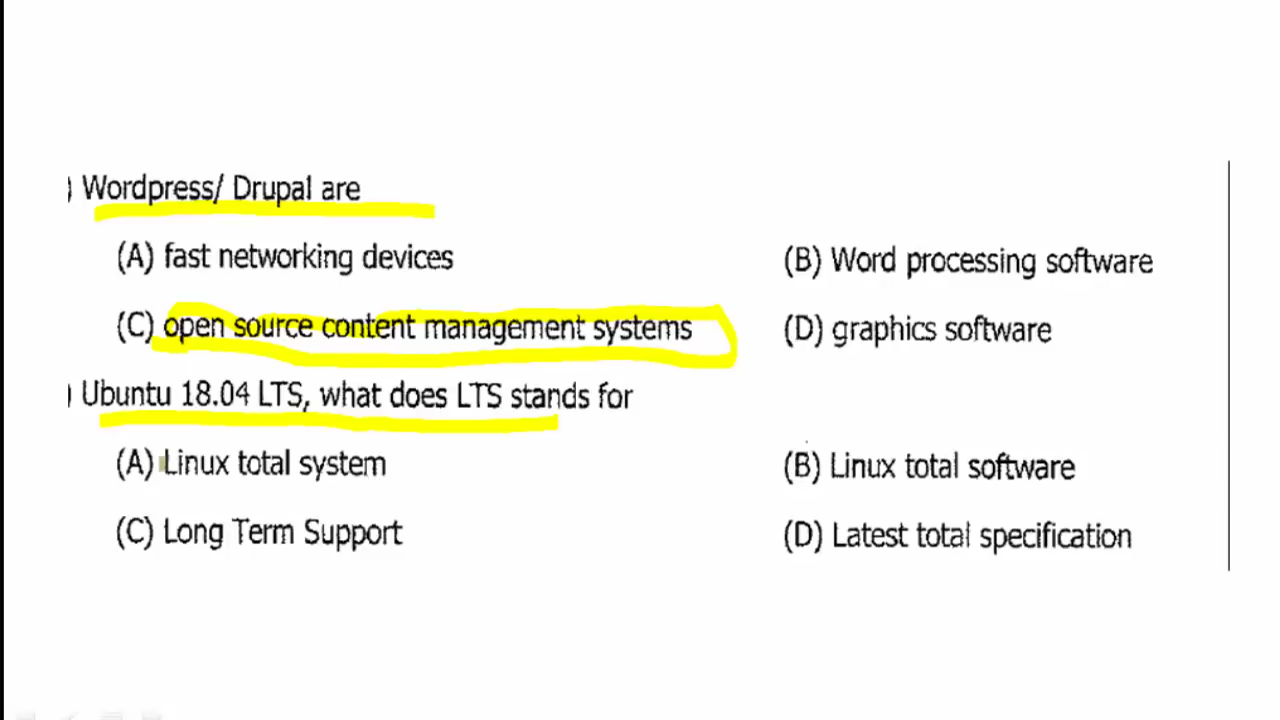 ) Wordpress/ Drupal are
(A) fast networking devices (B) Word processing software
(C) open source content management systems (D) graphics software
) Ubuntu 18.04 LTS, what does LTS stands for
(A) Linux total system (B) Linux total software
(C) Long Term Support (D) Latest total specification